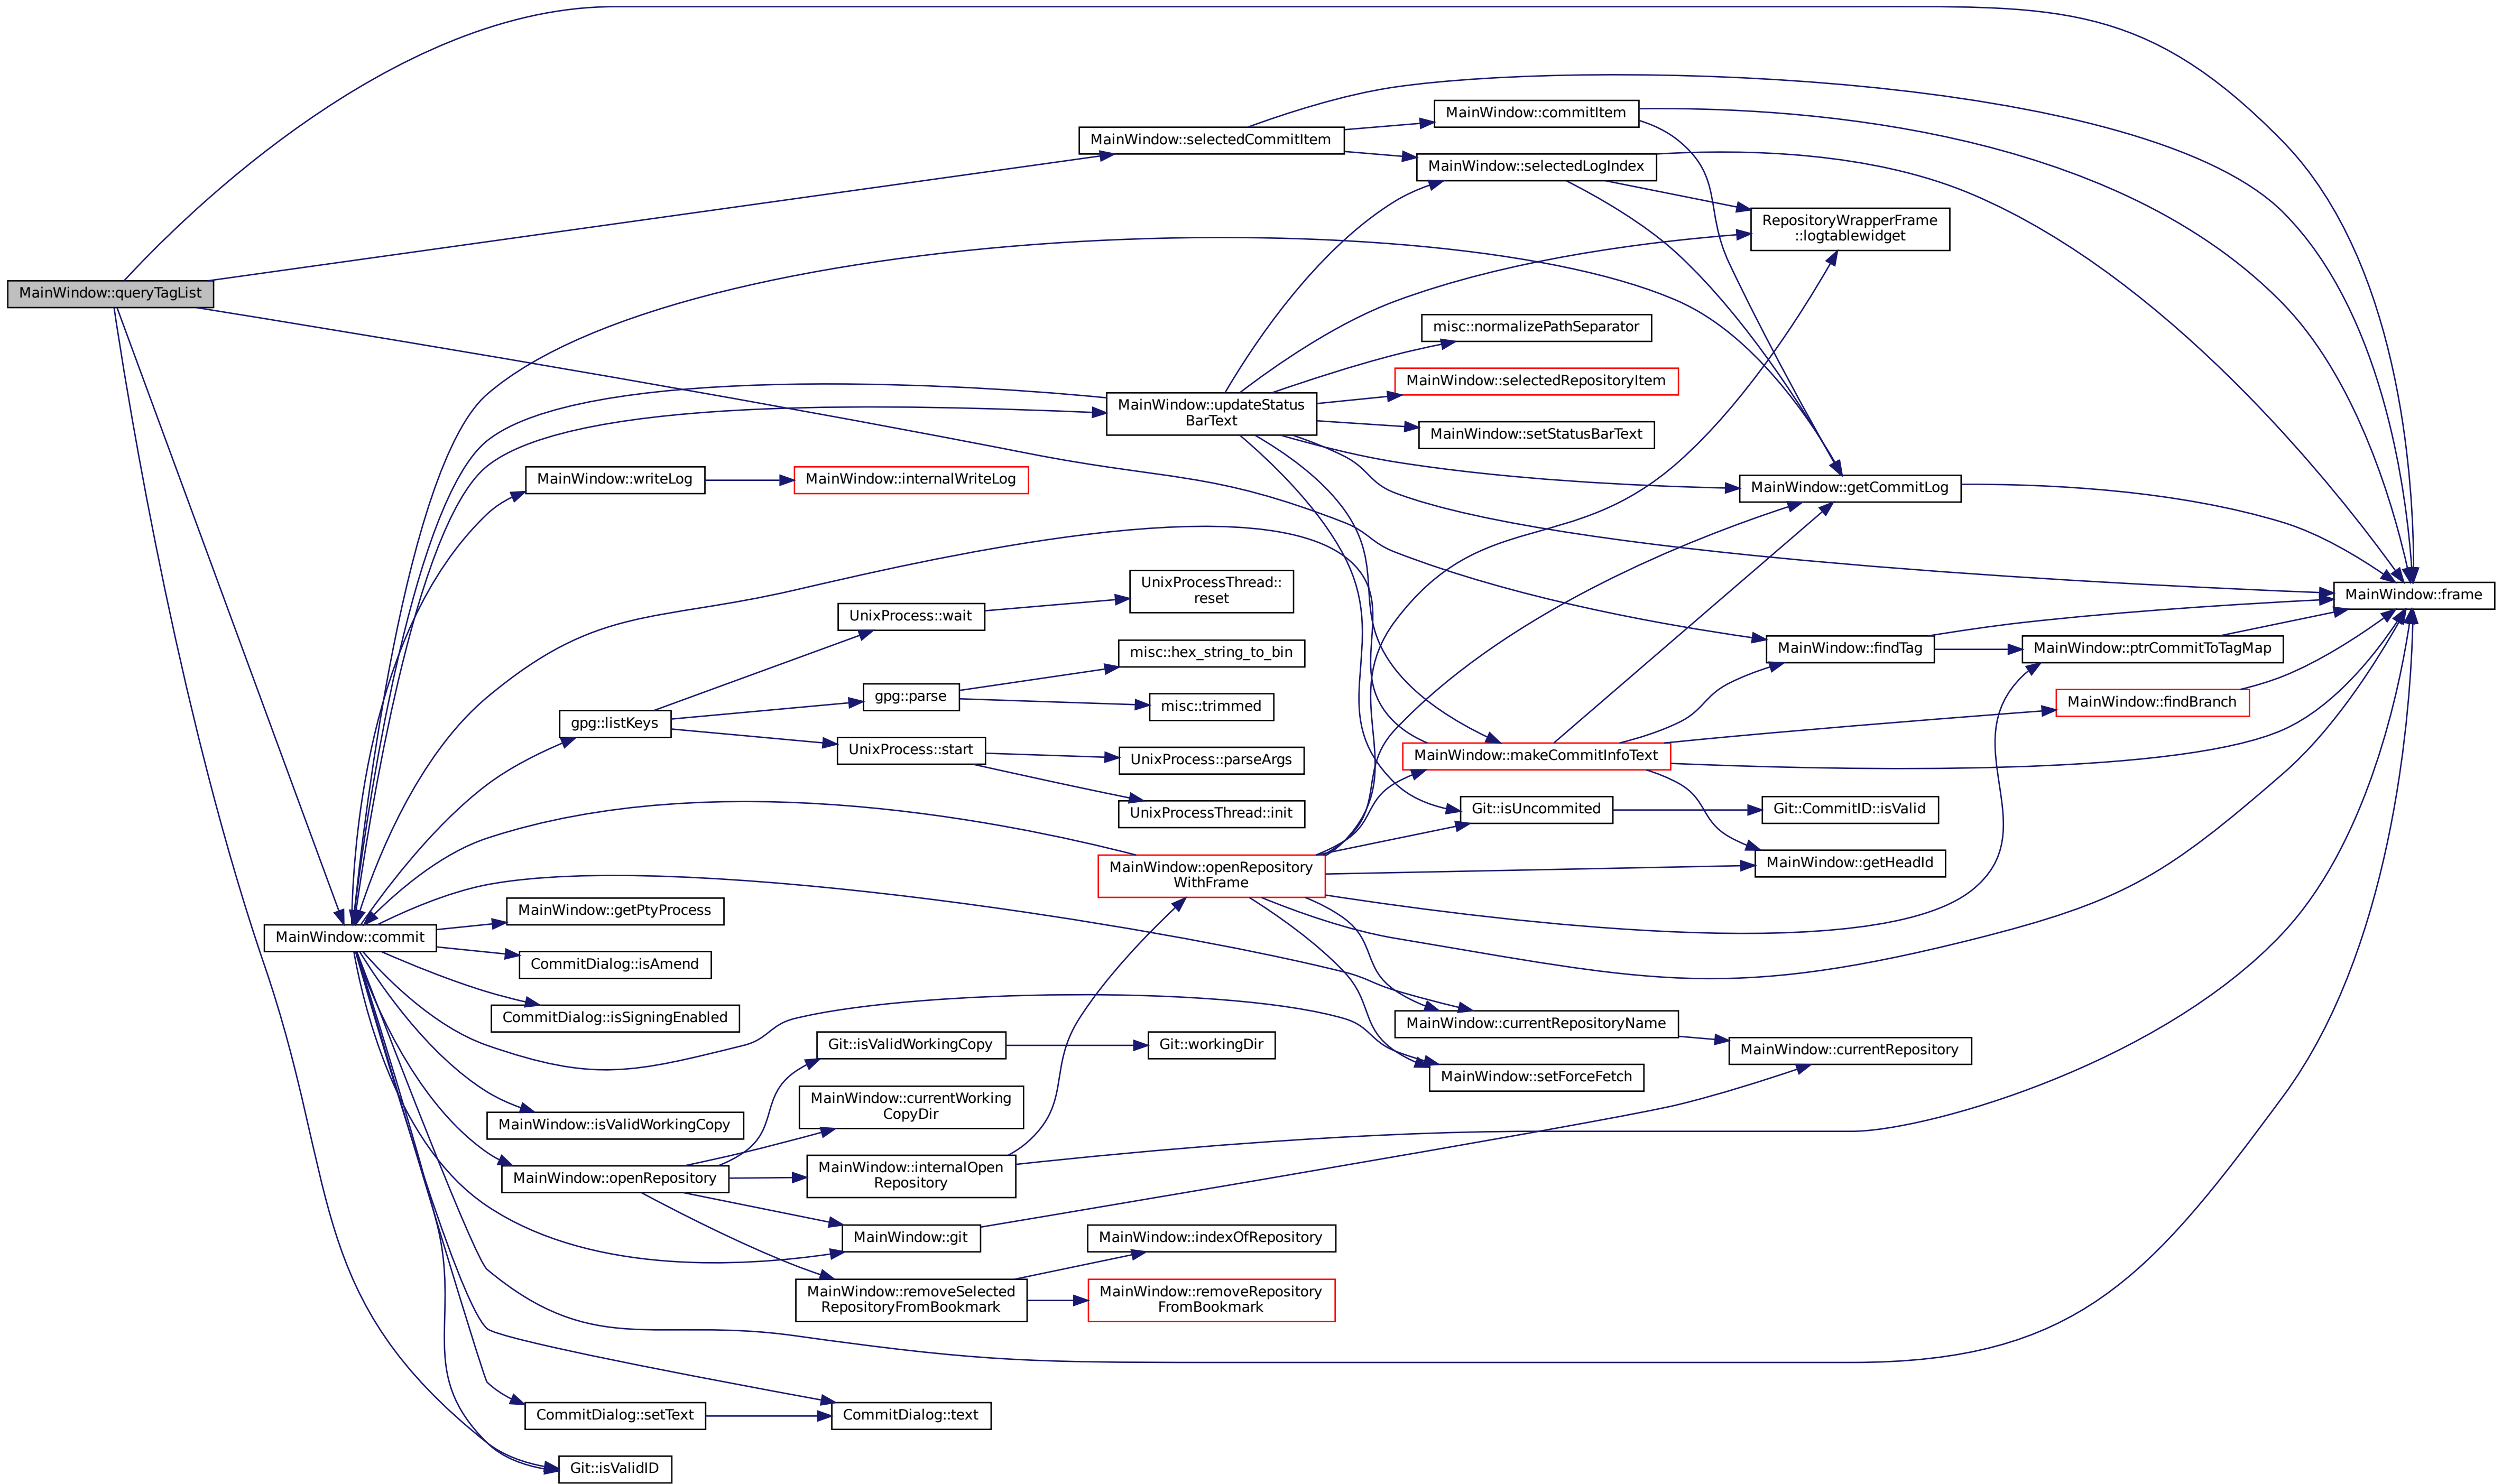 MainWindow::queryTagList
MainWindow::commit
MainWindow::writeLog
gpg::listKeys
MainWindow::getPtyProcess
CommitDialog::isAmend
CommitDialog::isSigningEnabled
MainWindow::isValidWorkingCopy
MainWindow::openRepository
CommitDialog::setText
Git::isValidID
MainWindow::internalWriteLog
UnixProcess::wait
gpg::parse
UnixProcess::start
Git::isValidWorkingCopy
MainWindow::currentWorking
CopyDir
MainWindow::internalOpen
Repository
MainWindow::git
MainWindow::removeSelected
RepositoryFromBookmark
CommitDialog::text
MainWindow::selectedCommitItem
MainWindow::updateStatus
BarText
UnixProcessThread::
reset
misc::hex_string_to_bin
misc::trimmed
UnixProcess::parseArgs
UnixProcessThread::init
MainWindow::openRepository
WithFrame
Git::workingDir
MainWindow::indexOfRepository
MainWindow::removeRepository
FromBookmark
MainWindow::commitItem
MainWindow::selectedLogIndex
misc::normalizePathSeparator
MainWindow::selectedRepositoryItem
MainWindow::setStatusBarText
MainWindow::makeCommitInfoText
Git::isUncommited
MainWindow::currentRepositoryName
MainWindow::setForceFetch
RepositoryWrapperFrame
::logtablewidget
MainWindow::getCommitLog
MainWindow::findTag
Git::CommitID::isValid
MainWindow::getHeadId
MainWindow::currentRepository
MainWindow::ptrCommitToTagMap
MainWindow::findBranch
MainWindow::frame